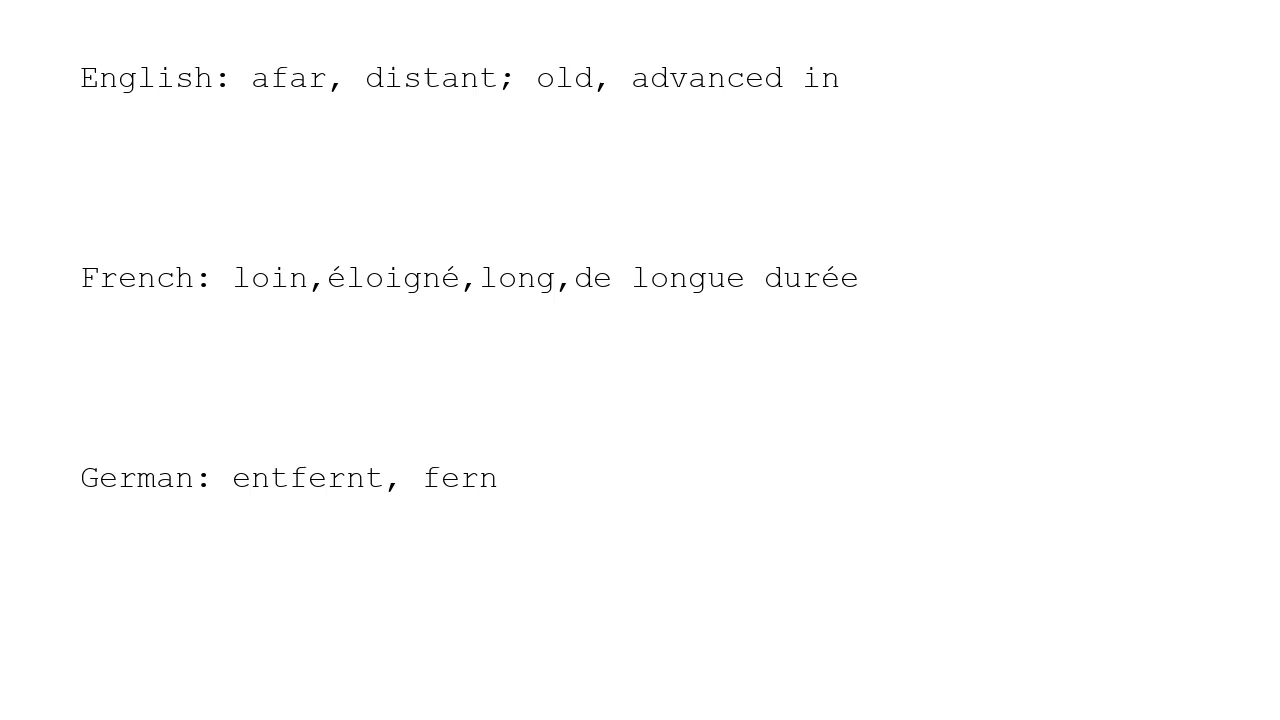 English: afar, distant; old, advanced in
French: loin,éloigné,long,de longue durée
German: entfernt, fern